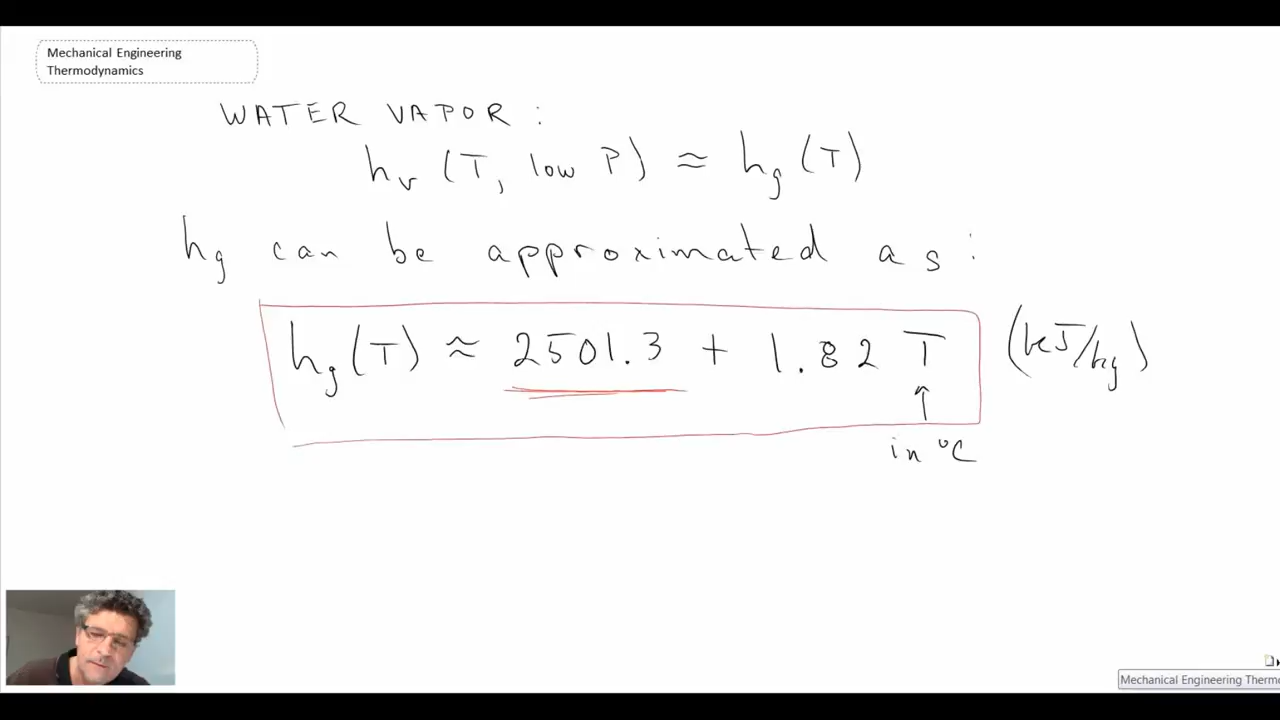 Mechanical Engineering
Thermodynamics
WATER VAPOR :
hv (T, low P) ≈ hg (T)
hg can be approximated as :
hg (T) ≈ 2501.3 + 1.82 T (kJ/kg)
↑
in °C
Mechanical Engineering Thermo